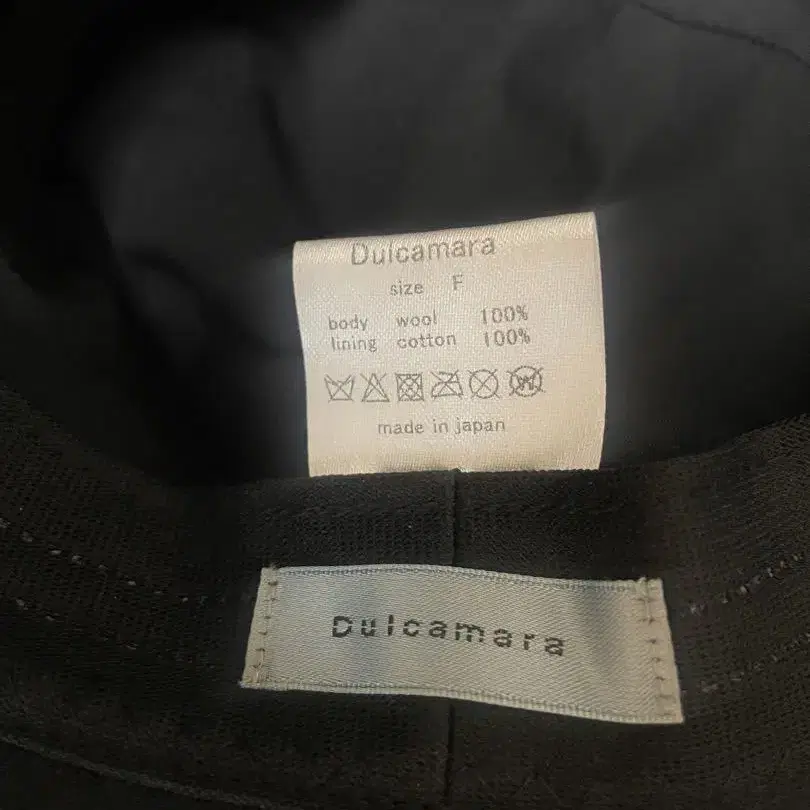 Dulcamara
size F
body wool 100%
lining cotton 100%
made in japan
Dulcamara